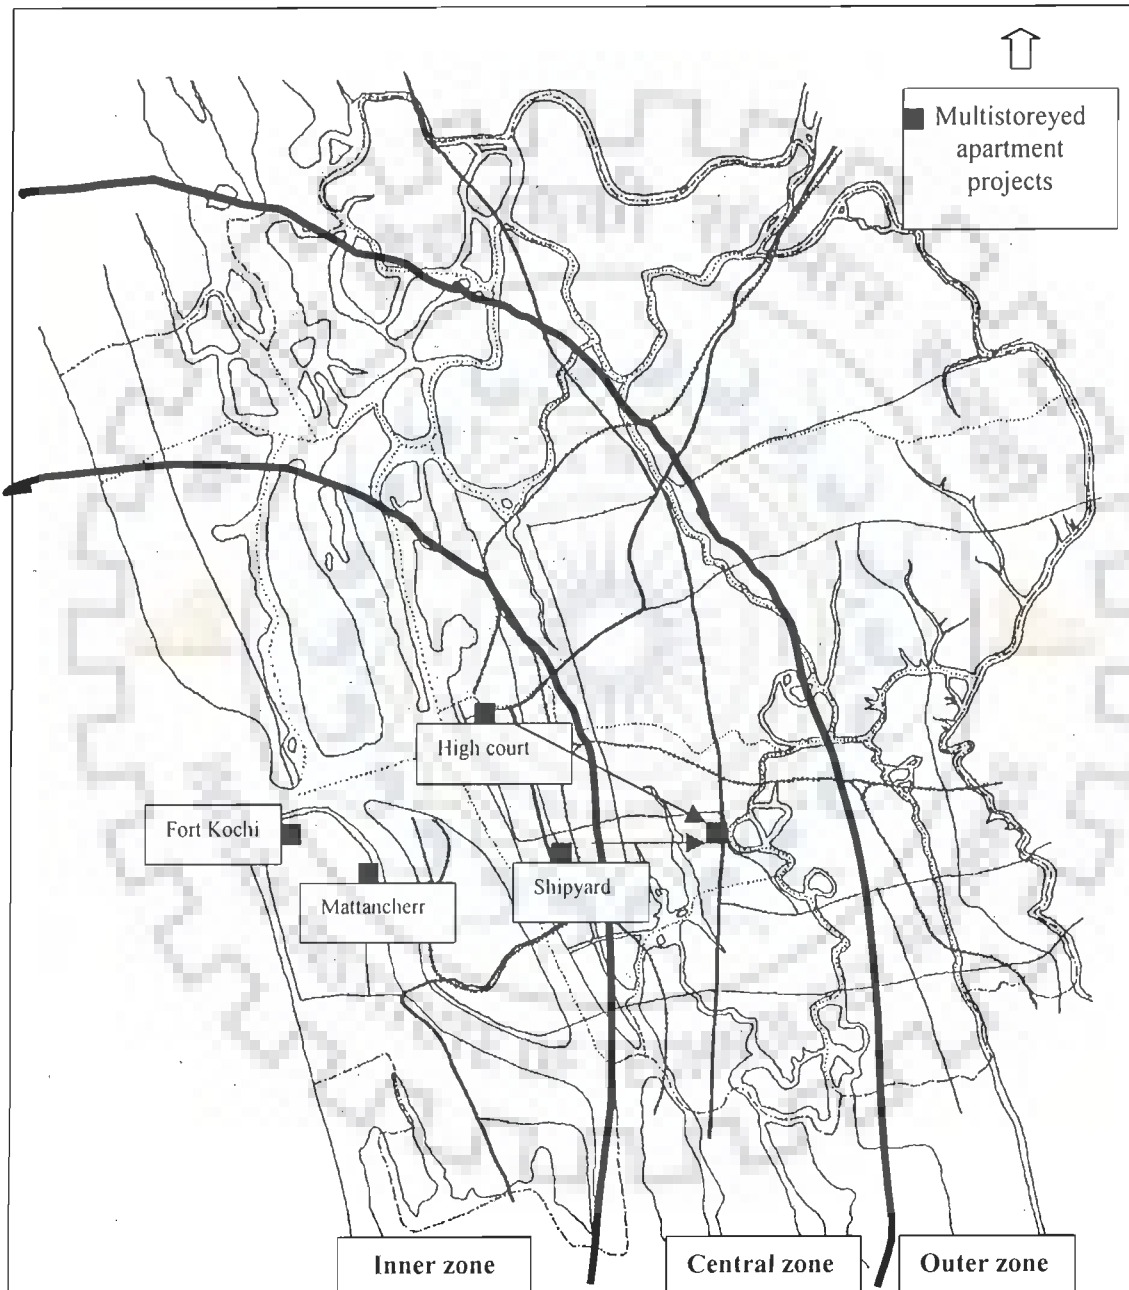 Multistoreyed
apartment
projects
High court
Fort Kochi
Shipyard
Mattancherr
Inner zone
Central zone
Outer zone